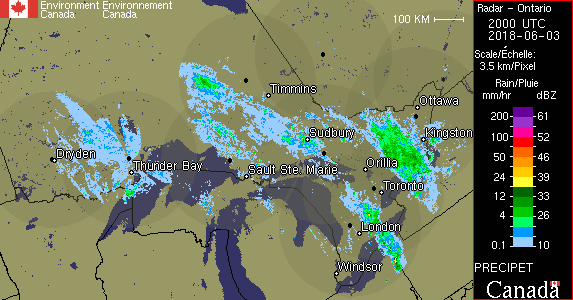 Environment Environnement
Canada Canada
100 KM
Timmins
Ottawa
Sudbury
Kingston
Dryden
Thunder Bay
Sault Ste. Marie
Orillia
Toronto
London
Windsor
Radar - Ontario
2000 UTC
2018-06-03
Scale/Échelle:
3.5 km/Pixel
Rain/Pluie
mm/hr dBZ
200 61
100 52
50 46
24 39
12 33
4 26
0.1 10
PRECIPET
Canada